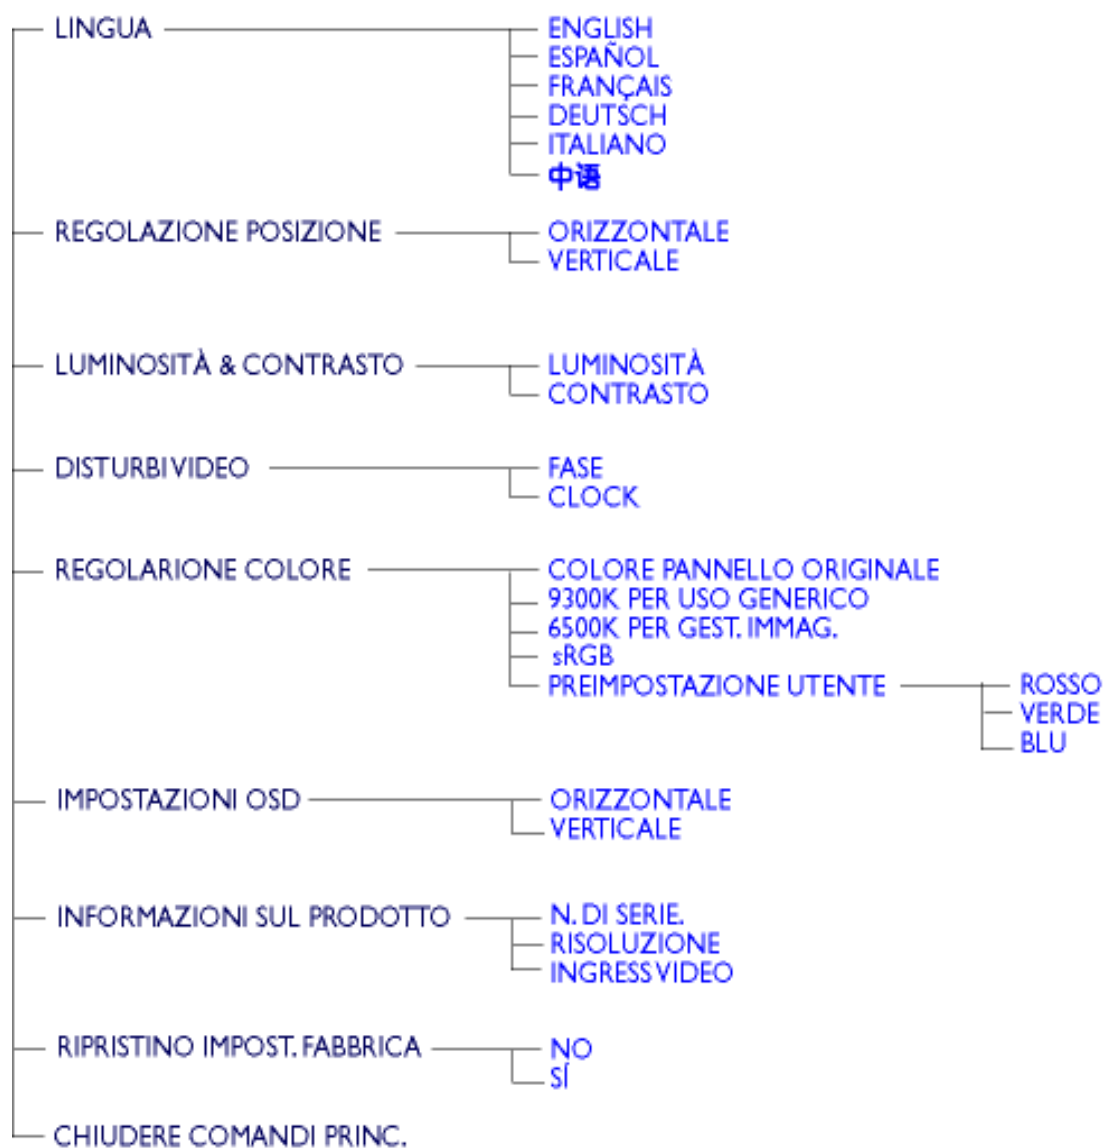 LINGUA ENGLISH
ESPAÑOL
FRANÇAIS
DEUTSCH
ITALIANO
中语
REGOLAZIONE POSIZIONE ORIZZONTALE
VERTICALE
LUMINOSITÀ & CONTRASTO LUMINOSITÀ
CONTRASTO
DISTURBI VIDEO FASE
CLOCK
REGOLARIONE COLORE COLORE PANNELLO ORIGINALE
9300K PER USO GENERICO
6500K PER GEST. IMMAG.
sRGB
PREIMPOSTAZIONE UTENTE ROSSO
VERDE
BLU
IMPOSTAZIONI OSD ORIZZONTALE
VERTICALE
INFORMAZIONI SUL PRODOTTO N. DI SERIE.
RISOLUZIONE
INGRESS VIDEO
RIPRISTINO IMPOST. FABBRICA NO
SÍ
CHIUDERE COMANDI PRINC.